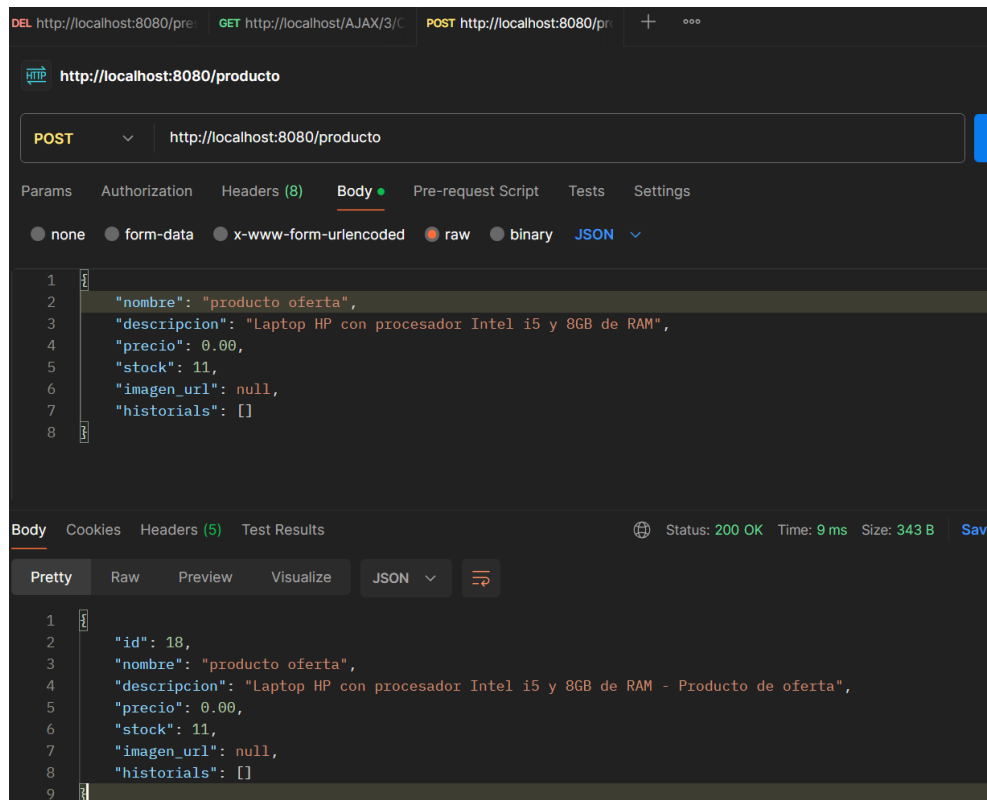 DEL http://localhost:8080/pre GET http://localhost/AJAX/3/C POST http://localhost:8080/pr
HTTP http://localhost:8080/producto
POST http://localhost:8080/producto
Params Authorization Headers (8) Body Pre-request Script Tests Settings
none form-data x-www-form-urlencoded raw binary JSON
1 {
2 "nombre": "producto oferta",
3 "descripcion": "Laptop HP con procesador Intel i5 y 8GB de RAM",
4 "precio": 0.00,
5 "stock": 11,
6 "imagen_url": null,
7 "historials": []
8 }
Body Cookies Headers (5) Test Results Status: 200 OK Time: 9 ms Size: 343 B Sav
Pretty Raw Preview Visualize JSON
1 {
2 "id": 18,
3 "nombre": "producto oferta",
4 "descripcion": "Laptop HP con procesador Intel i5 y 8GB de RAM - Producto de oferta",
5 "precio": 0.00,
6 "stock": 11,
7 "imagen_url": null,
8 "historials": []
9 }